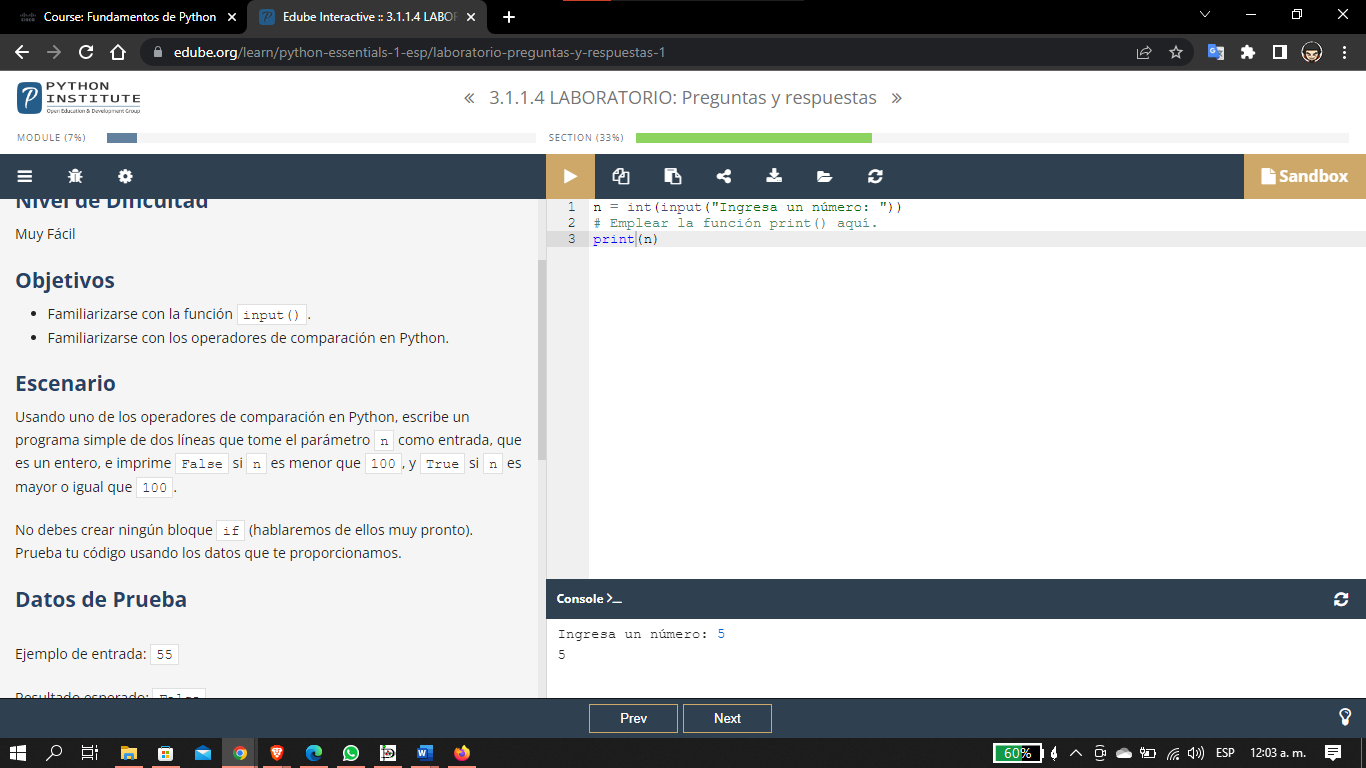 Course: Fundamentos de Python
Edube Interactive :: 3.1.1.4 LABOR
edube.org/learn/python-essentials-1-esp/laboratorio-preguntas-y-respuestas-1
PYTHON
INSTITUTE
Open Education & Development Group
« 3.1.1.4 LABORATORIO: Preguntas y respuestas »
MODULE (7%)
SECTION (33%)
Sandbox
Nivel de Dificultad
Muy Fácil
Objetivos
• Familiarizarse con la función input().
• Familiarizarse con los operadores de comparación en Python.
Escenario
Usando uno de los operadores de comparación en Python, escribe un
programa simple de dos líneas que tome el parámetro n como entrada, que
es un entero, e imprime False si n es menor que 100, y True si n es
mayor o igual que 100.
No debes crear ningún bloque if (hablaremos de ellos muy pronto).
Prueba tu código usando los datos que te proporcionamos.
Datos de Prueba
Ejemplo de entrada: 55
Resultado esperado: False
1 n = int(input("Ingresa un número: "))
2 # Emplear la función print() aquí.
3 print(n)
Console >_
Ingresa un número: 5
5
Prev
Next
60%
ESP
12:03 a. m.